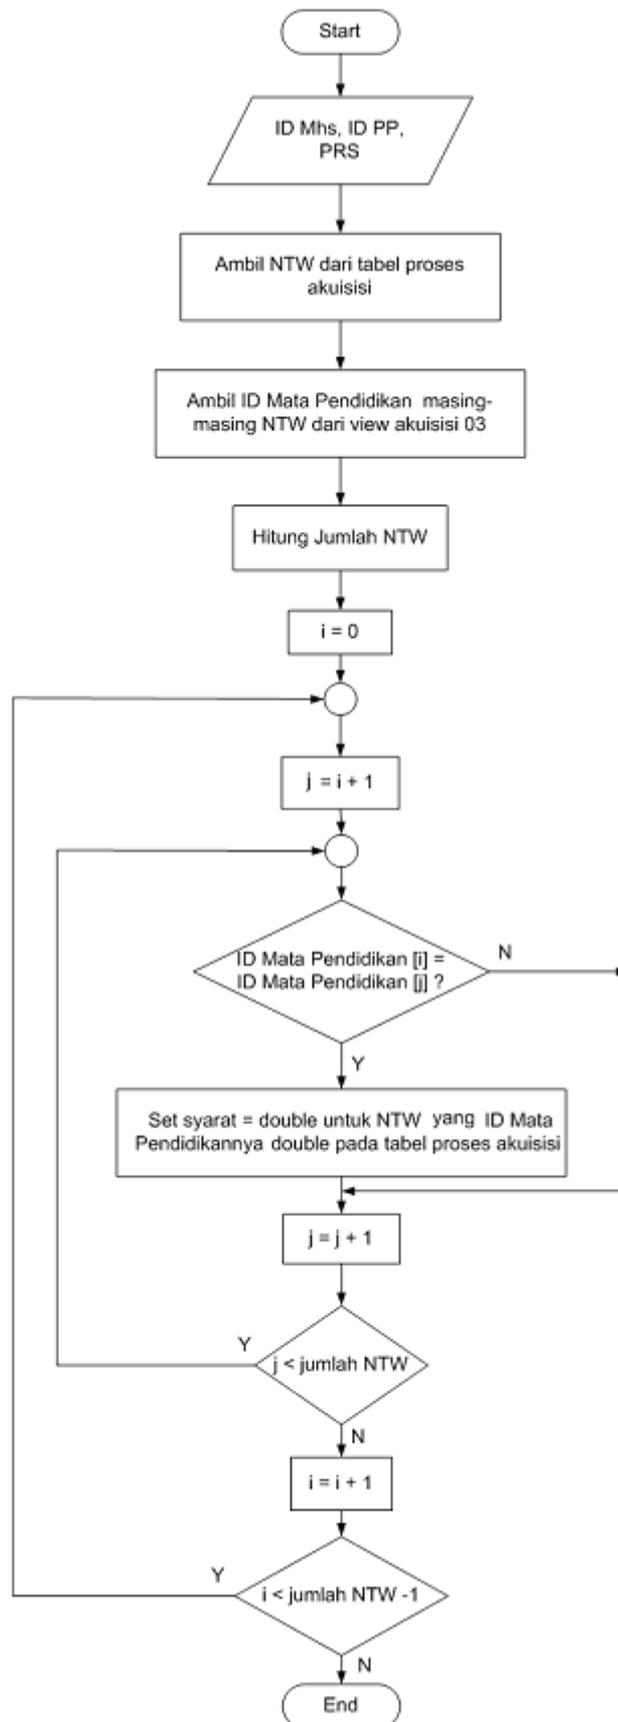 Start
ID Mhs, ID PP,
PRS
Ambil NTW dari tabel proses
akuisisi
Ambil ID Mata Pendidikan masing-
masing NTW dari view akuisisi 03
Hitung Jumlah NTW
i = 0
j = i + 1
ID Mata Pendidikan [i] =
ID Mata Pendidikan [j] ?
N
Y
Set syarat = double untuk NTW yang ID Mata
Pendidikannya double pada tabel proses akuisisi
j = j + 1
Y
j < jumlah NTW
N
i = i + 1
Y
i < jumlah NTW -1
N
End